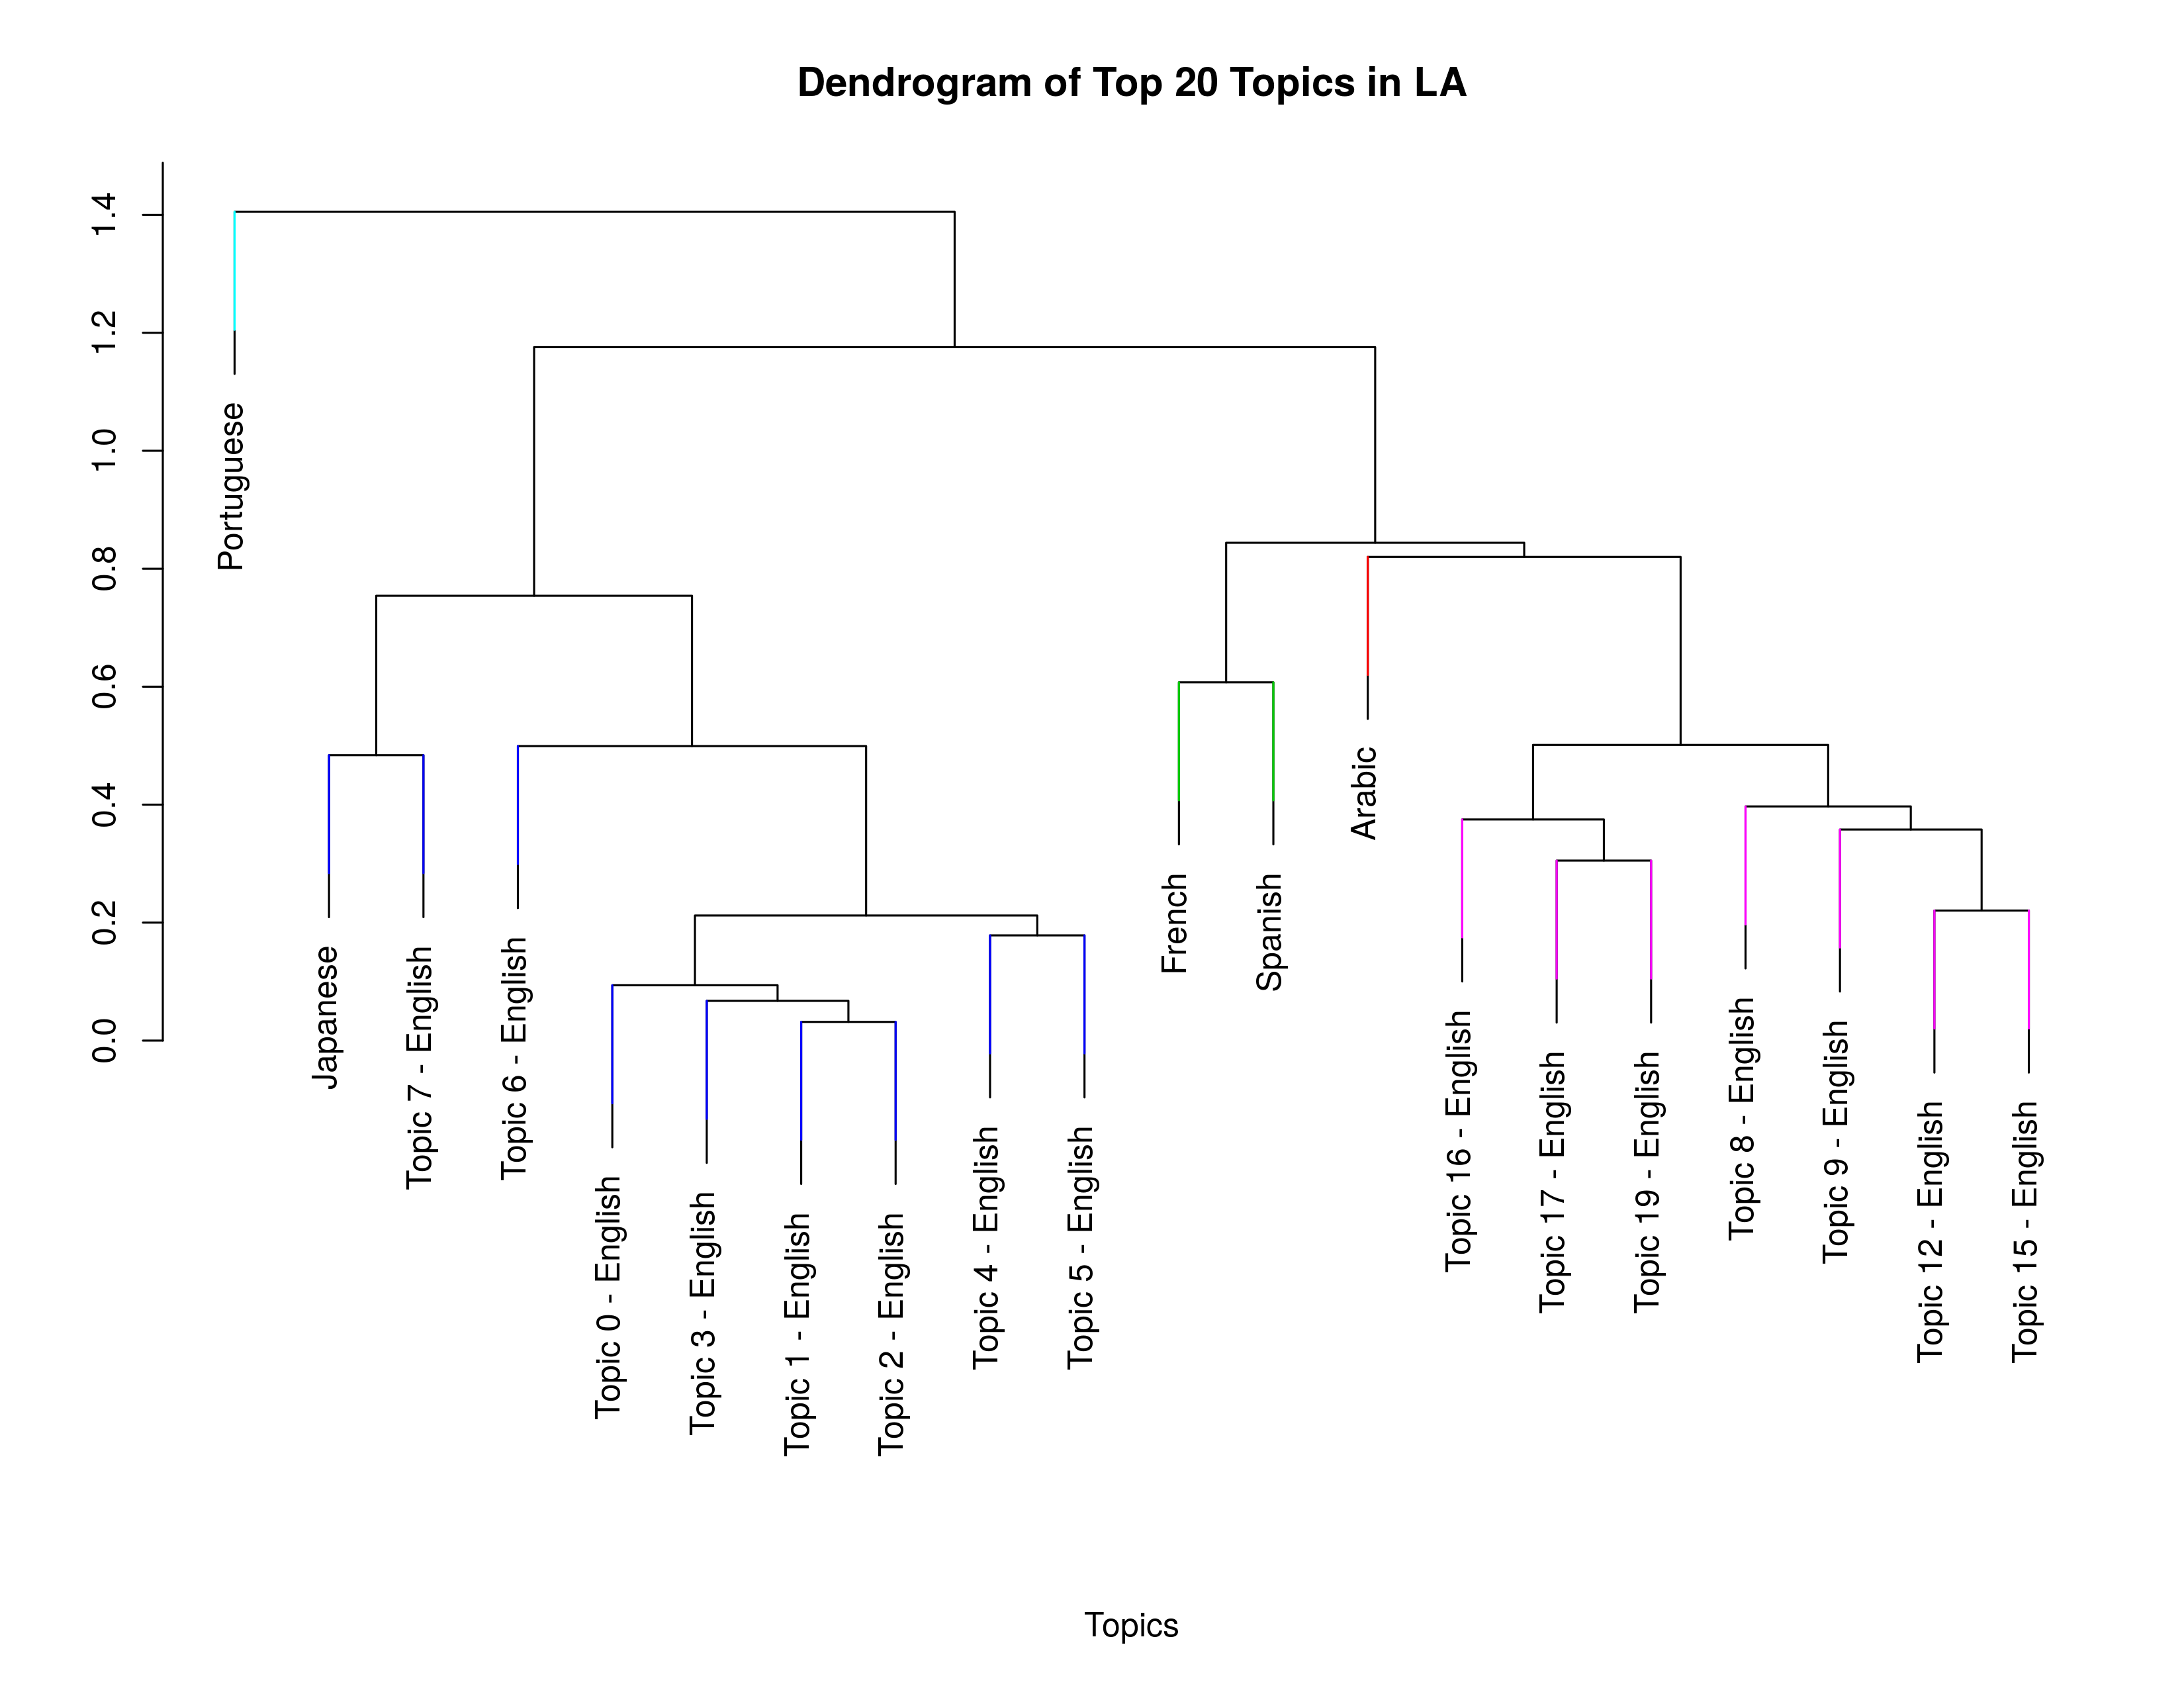 Dendrogram of Top 20 Topics in LA
1.4
1.2
1.0
0.8
0.6
0.4
0.2
0.0
Portuguese
Japanese
Topic 7 - English
Topic 6 - English
Topic 0 - English
Topic 3 - English
Topic 1 - English
Topic 2 - English
Topic 4 - English
Topic 5 - English
French
Spanish
Arabic
Topic 16 - English
Topic 17 - English
Topic 19 - English
Topic 8 - English
Topic 9 - English
Topic 12 - English
Topic 15 - English
Topics